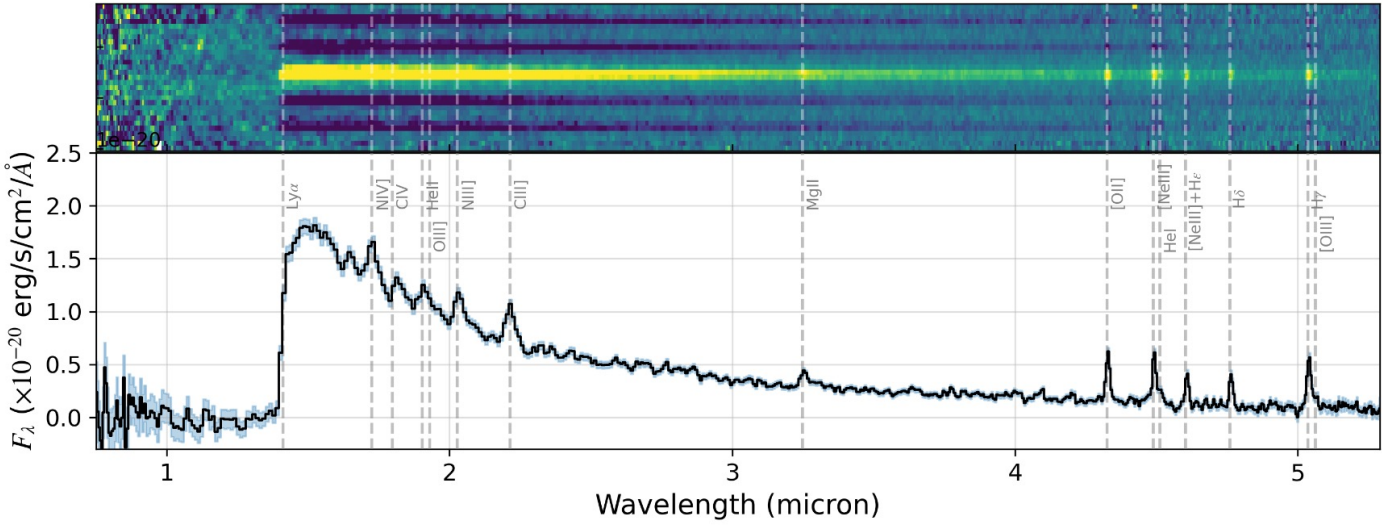 1e−20
2.5
2.0
1.5
1.0
0.5
0.0
Fλ (×10⁻²⁰ erg/s/cm²/Å)
Lyα
NIV]
CIV
HeII
OIII]
NIII]
CIII]
MgII
[OII]
[NeIII]
HeI
[NeIII]+Hε
Hδ
Hγ
[OIII]
1
2
3
4
5
Wavelength (micron)